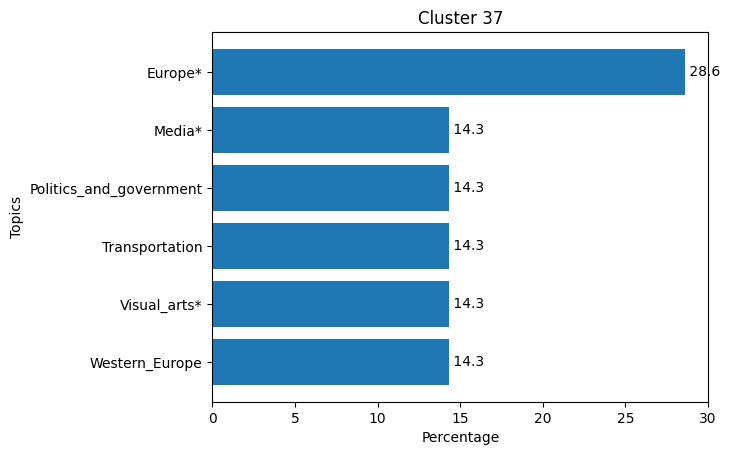 Cluster 37
Topics
Europe* 28.6
Media* 14.3
Politics_and_government 14.3
Transportation 14.3
Visual_arts* 14.3
Western_Europe 14.3
0 5 10 15 20 25 30
Percentage